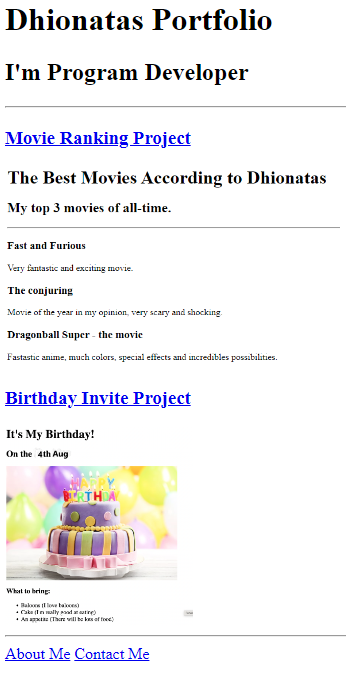 Dhionatas Portfolio
I'm Program Developer
Movie Ranking Project
The Best Movies According to Dhionatas
My top 3 movies of all-time.
Fast and Furious
Very fantastic and exciting movie.
The conjuring
Movie of the year in my opinion, very scary and shocking.
Dragonball Super - the movie
Fastastic anime, much colors, special effects and incredibles possibilities.
Birthday Invite Project
It's My Birthday!
On the 4th Aug
HAPPY
BIRTHDAY
What to bring:
Baloons (I love baloons)
Cake (I'm really good at eating)
An appetite (There will be lots of food)
About Me Contact Me